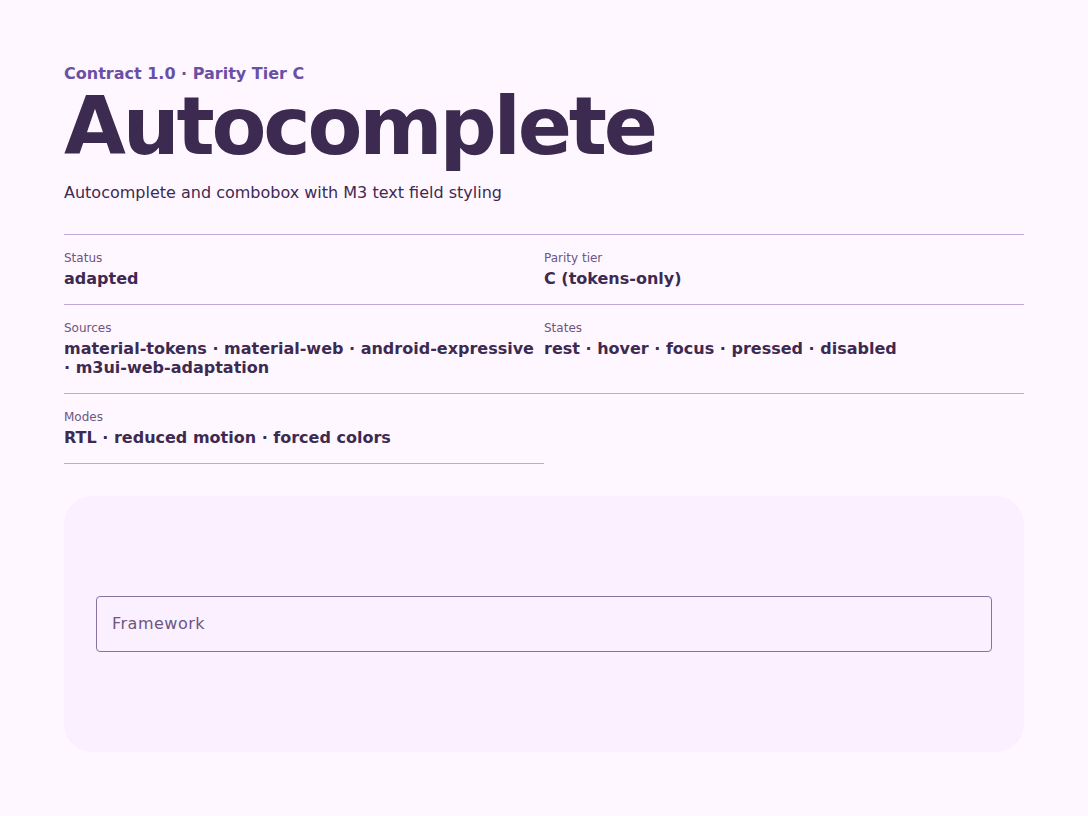 Contract 1.0 · Parity Tier C
Autocomplete
Autocomplete and combobox with M3 text field styling
Status
adapted
Parity tier
C (tokens-only)
Sources
material-tokens · material-web · android-expressive
· m3ui-web-adaptation
States
rest · hover · focus · pressed · disabled
Modes
RTL · reduced motion · forced colors
Framework